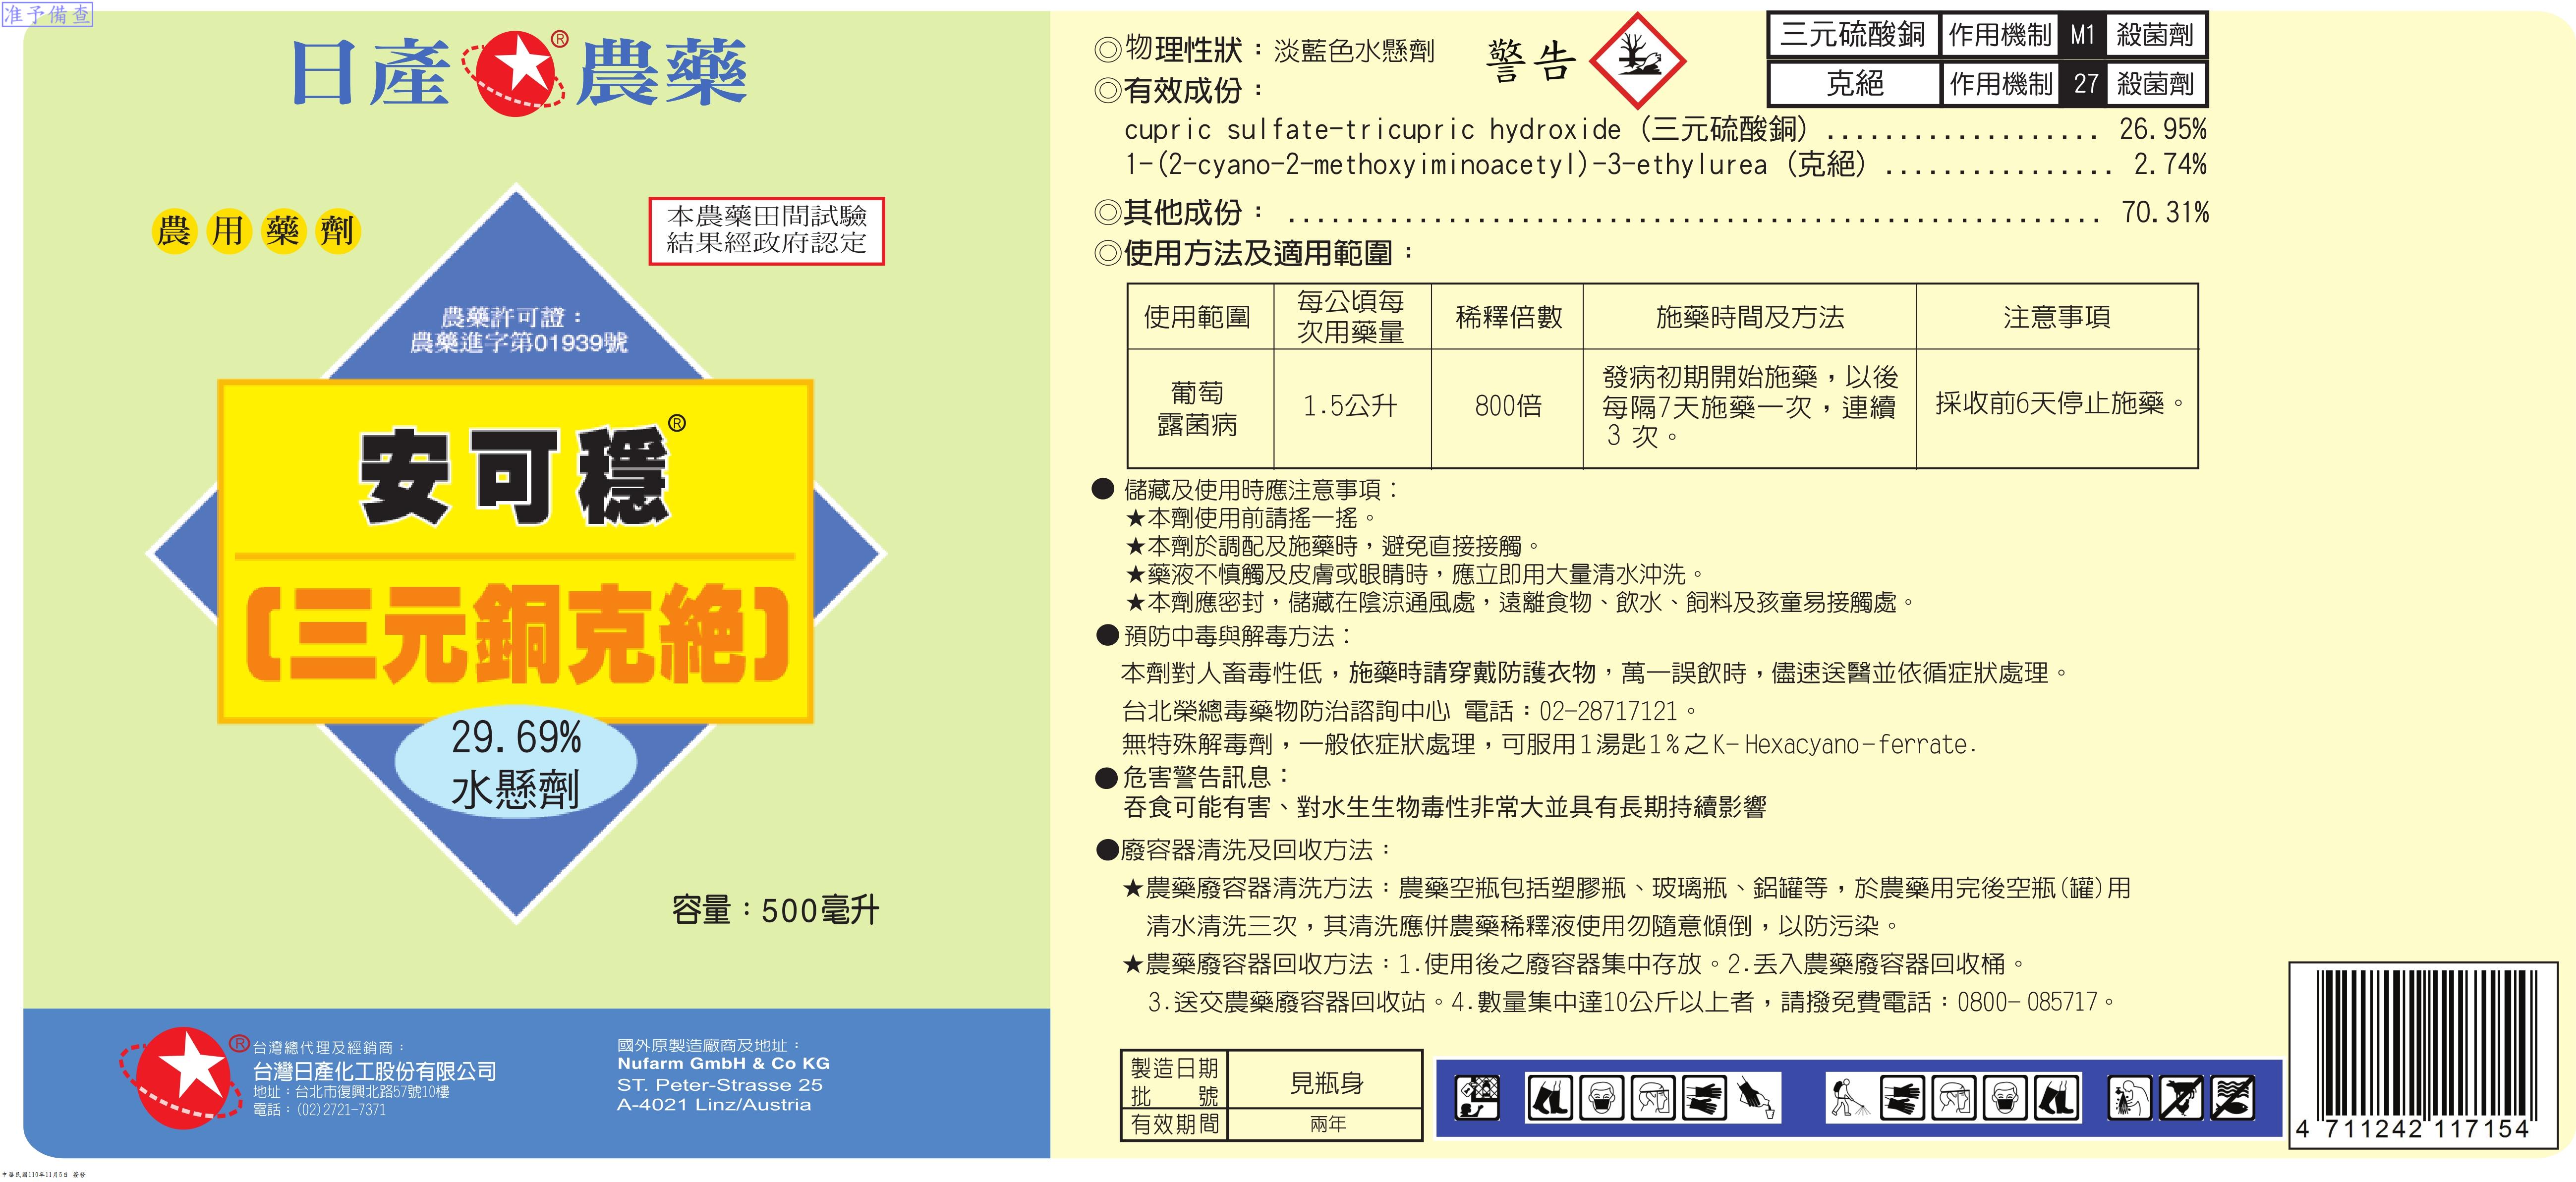 准予備查
日產 農藥 ®
農用藥劑
本農藥田間試驗
結果經政府認定
農藥許可證：
農藥進字第01939號
安可穩®
〔三元銅克絕〕
29.69%
水懸劑
容量：500毫升
®
台灣總代理及經銷商：
台灣日產化工股份有限公司
地址：台北市復興北路57號10樓
電話：(02)2721-7371
國外原製造廠商及地址：
Nufarm GmbH & Co KG
ST. Peter-Strasse 25
A-4021 Linz/Austria
中華民國110年11月5日 簽發
◎物理性狀：淡藍色水懸劑
警告
三元硫酸銅 作用機制 M1 殺菌劑
克絕 作用機制 27 殺菌劑
◎有效成份：
cupric sulfate-tricupric hydroxide (三元硫酸銅) ................... 26.95%
1-(2-cyano-2-methoxyiminoacetyl)-3-ethylurea (克絕) ................ 2.74%
◎其他成份： ........................................................ 70.31%
◎使用方法及適用範圍：
使用範圍 每公頃每次用藥量 稀釋倍數 施藥時間及方法 注意事項
葡萄
露菌病
1.5公升
800倍
發病初期開始施藥，以後
每隔7天施藥一次，連續
3 次。
採收前6天停止施藥。
● 儲藏及使用時應注意事項：
★本劑使用前請搖一搖。
★本劑於調配及施藥時，避免直接接觸。
★藥液不慎觸及皮膚或眼睛時，應立即用大量清水沖洗。
★本劑應密封，儲藏在陰涼通風處，遠離食物、飲水、飼料及孩童易接觸處。
● 預防中毒與解毒方法：
本劑對人畜毒性低，施藥時請穿戴防護衣物，萬一誤飲時，儘速送醫並依循症狀處理。
台北榮總毒藥物防治諮詢中心 電話：02-28717121。
無特殊解毒劑，一般依症狀處理，可服用1湯匙1%之K-Hexacyano-ferrate.
● 危害警告訊息：
吞食可能有害、對水生生物毒性非常大並具有長期持續影響
●廢容器清洗及回收方法：
★農藥廢容器清洗方法：農藥空瓶包括塑膠瓶、玻璃瓶、鋁罐等，於農藥用完後空瓶(罐)用
清水清洗三次，其清洗應併農藥稀釋液使用勿隨意傾倒，以防污染。
★農藥廢容器回收方法：1.使用後之廢容器集中存放。2.丟入農藥廢容器回收桶。
3.送交農藥廢容器回收站。4.數量集中達10公斤以上者，請撥免費電話：0800-085717。
製造日期
批 號
見瓶身
有效期間 兩年
4 711242 117154